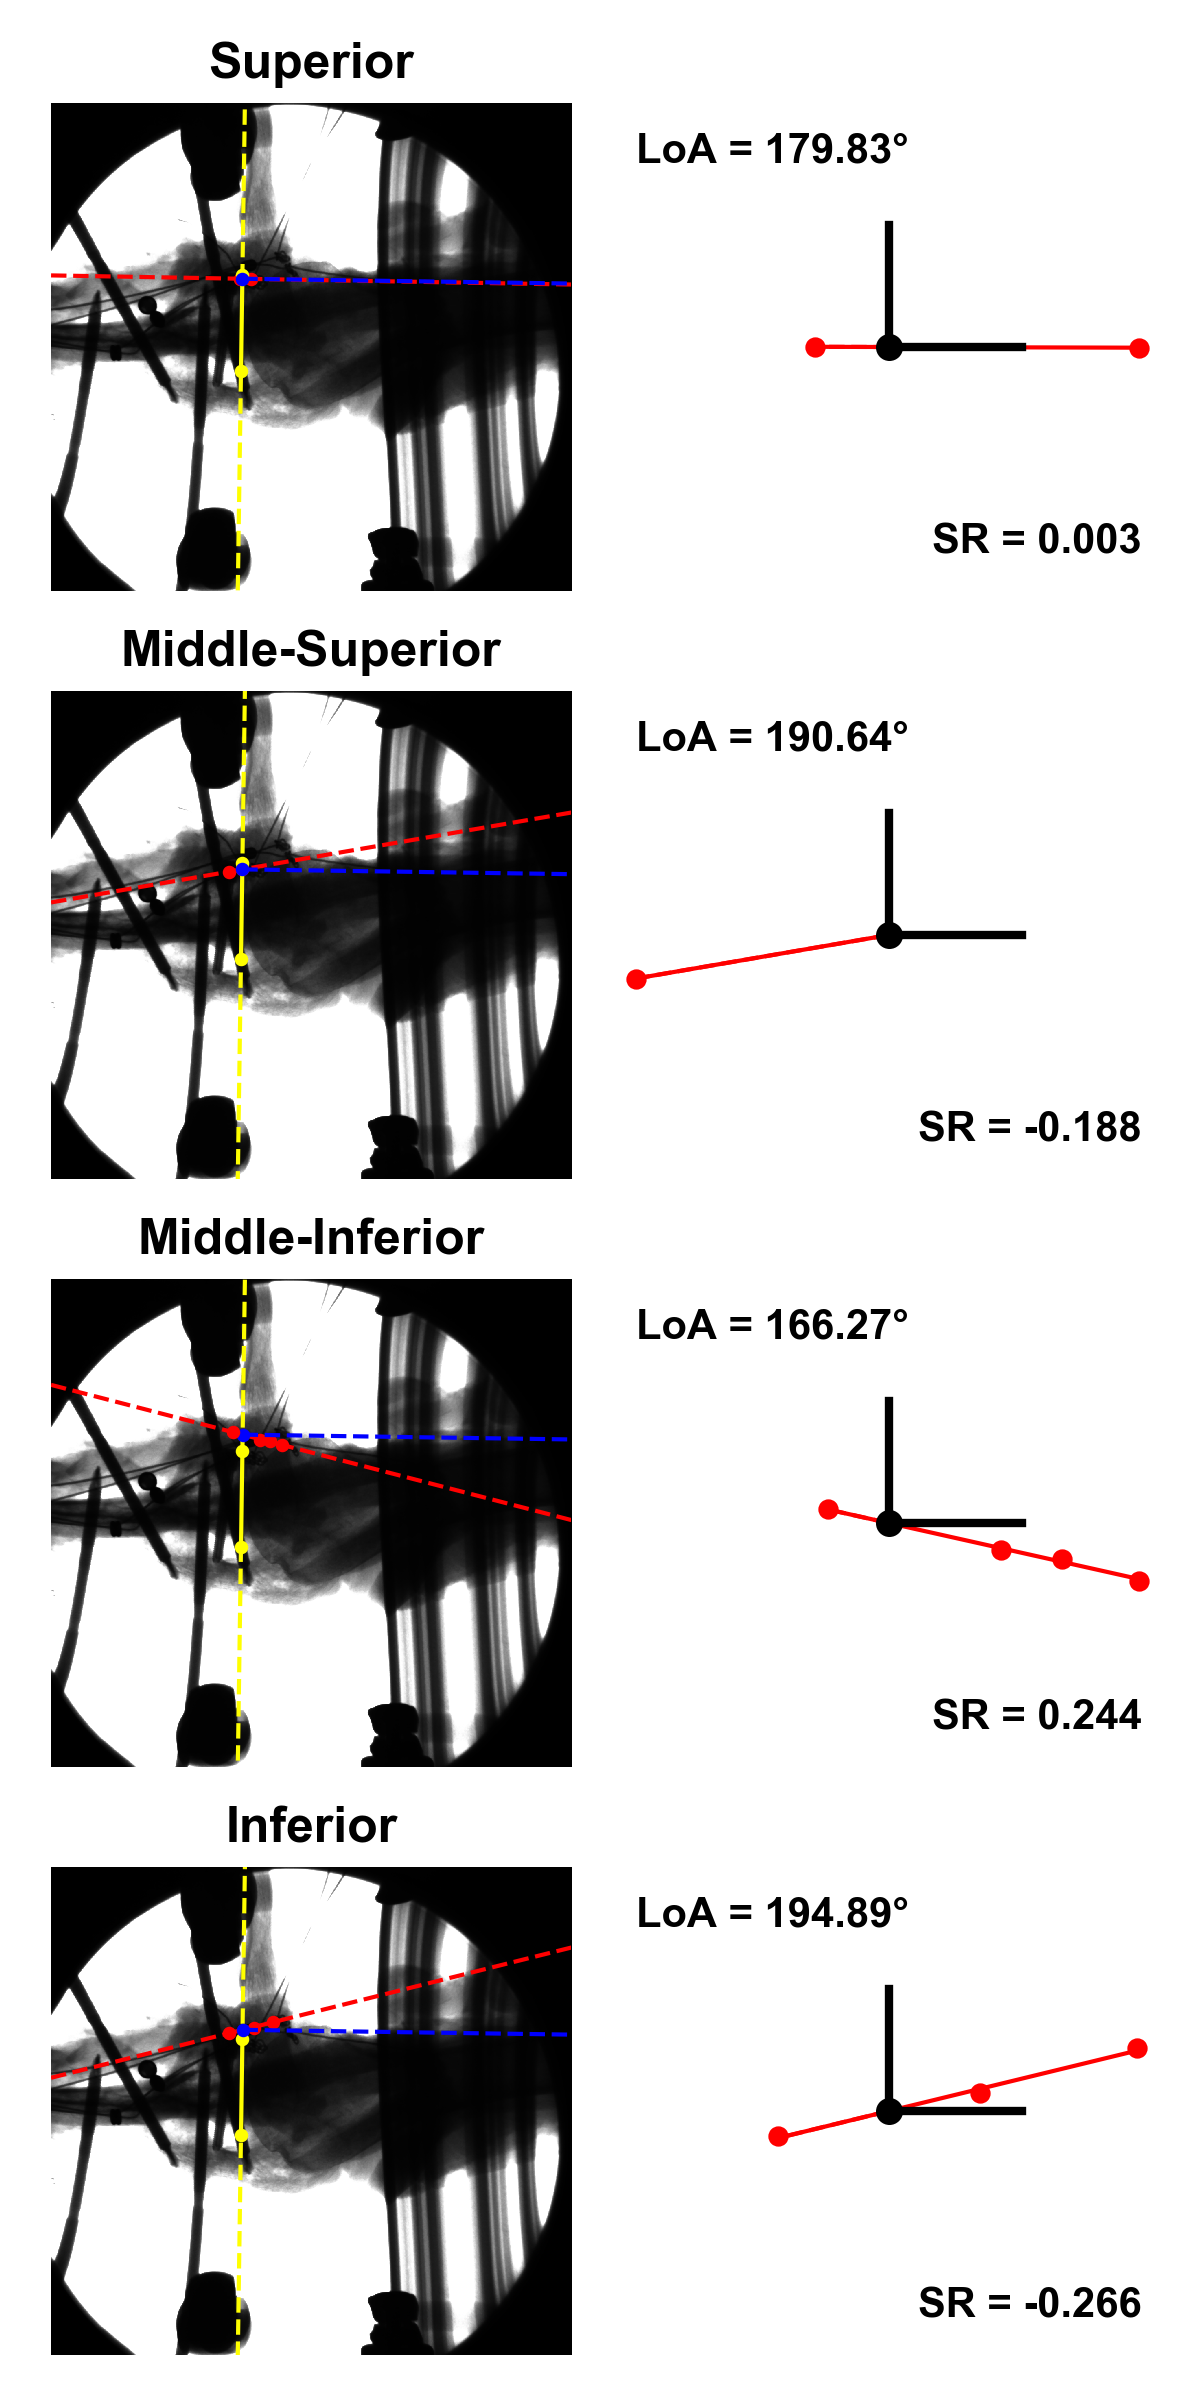 Superior
LoA = 179.83°
SR = 0.003
Middle-Superior
LoA = 190.64°
SR = -0.188
Middle-Inferior
LoA = 166.27°
SR = 0.244
Inferior
LoA = 194.89°
SR = -0.266